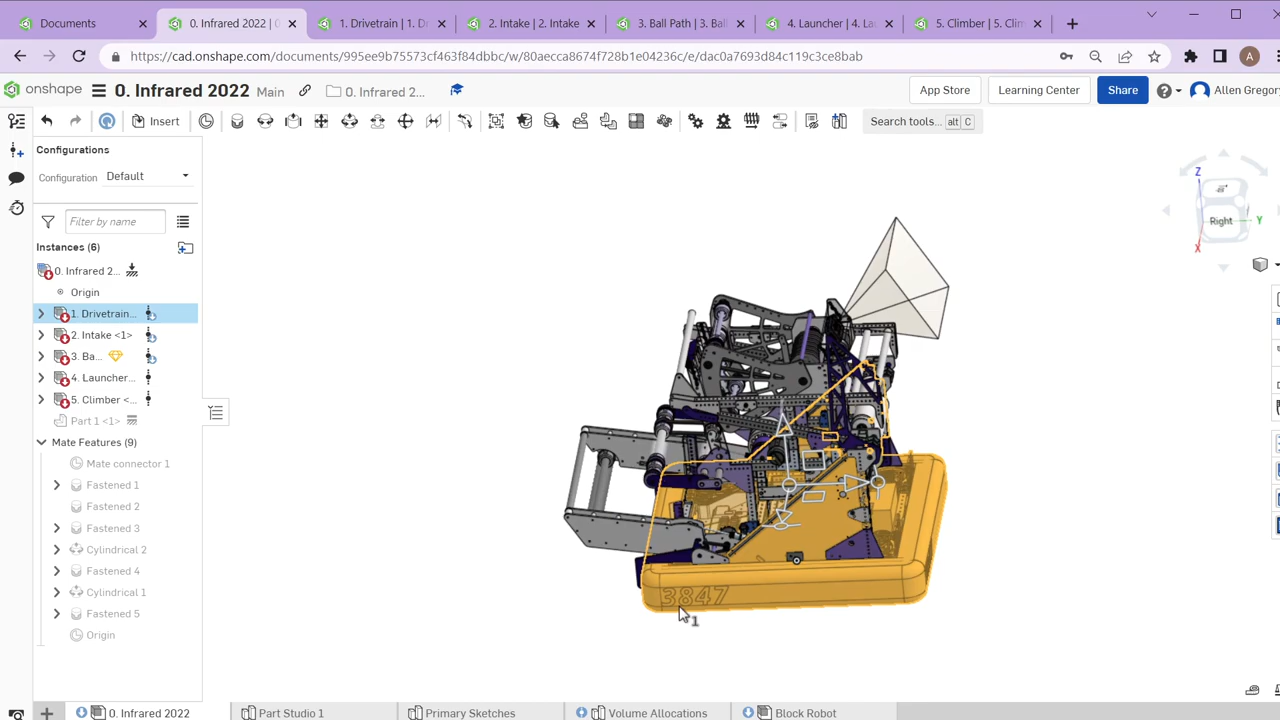 Documents
0. Infrared 2022
1. Drivetrain | 1. D
2. Intake | 2. Intake
3. Ball Path | 3. Bal
4. Launcher | 4. Lau
5. Climber | 5. Clim
https://cad.onshape.com/documents/995ee9b75573cf463f84dbbc/w/80aecca8674f728b1e04236c/e/dac0a7693d84c119c3ce8bab
A
onshape
0. Infrared 2022
Main
0. Infrared 2...
App Store
Learning Center
Share
Allen Gregory
Insert
Search tools... alt C
Configurations
Configuration Default
Filter by name
Instances (6)
0. Infrared 2...
Origin
1. Drivetrain...
2. Intake <1>
3. Ba...
4. Launcher...
5. Climber <...
Part 1 <1>
Mate Features (9)
Mate connector 1
Fastened 1
Fastened 2
Fastened 3
Cylindrical 2
Fastened 4
Cylindrical 1
Fastened 5
Origin
Z
Right
Y
X
3847
1
0. Infrared 2022
Part Studio 1
Primary Sketches
Volume Allocations
Block Robot